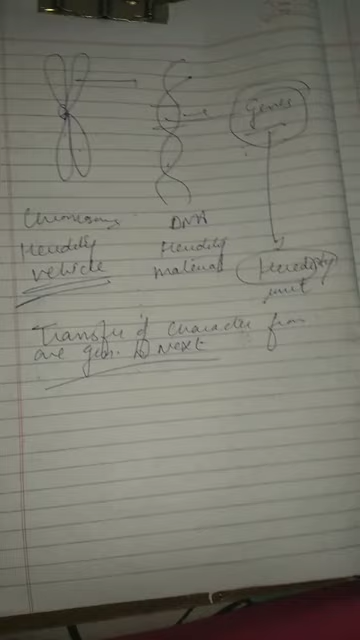 Genes
Chromosome DNA
Heredity Heredity
vehicle material Heredity
unit
Transfer of character from
one gen. to next